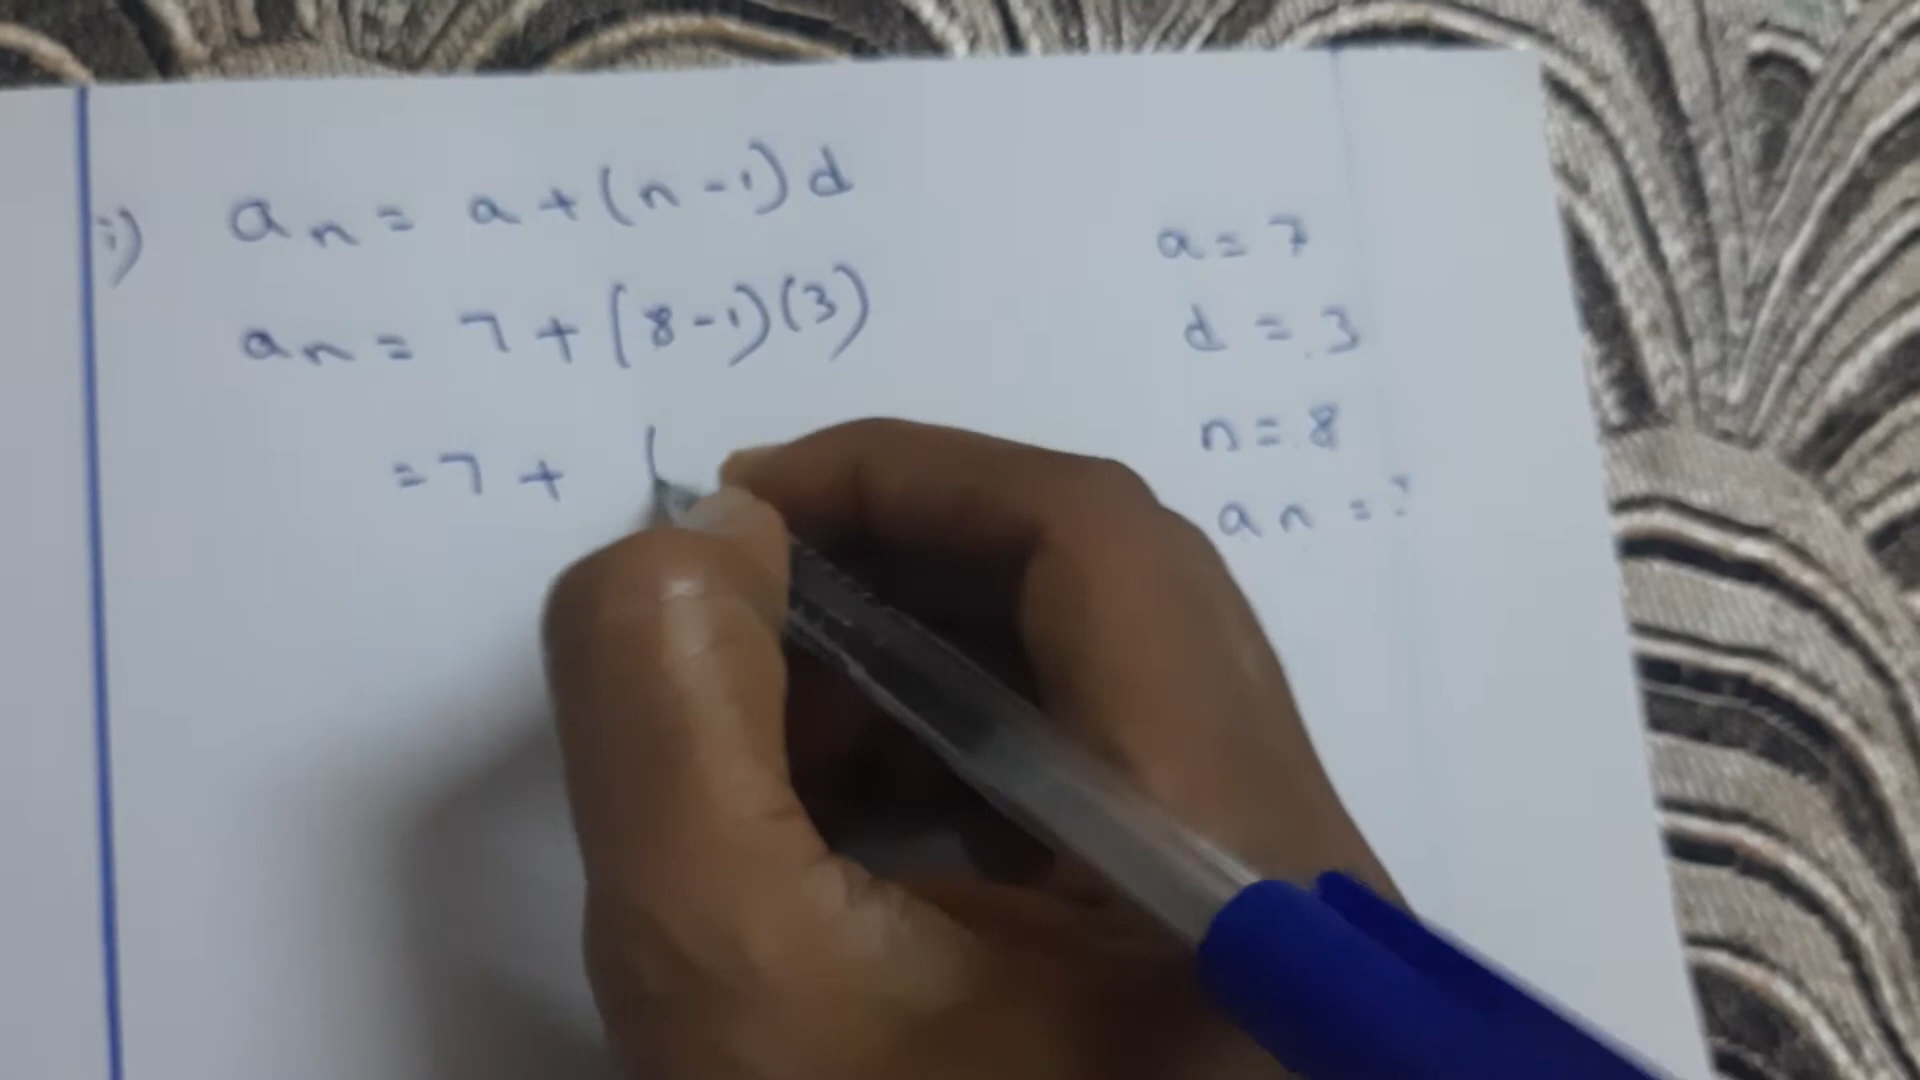 i) an = a + (n - 1) d
an = 7 + (8 - 1) (3)
= 7 + (
a = 7
d = 3
n = 8
an = ?